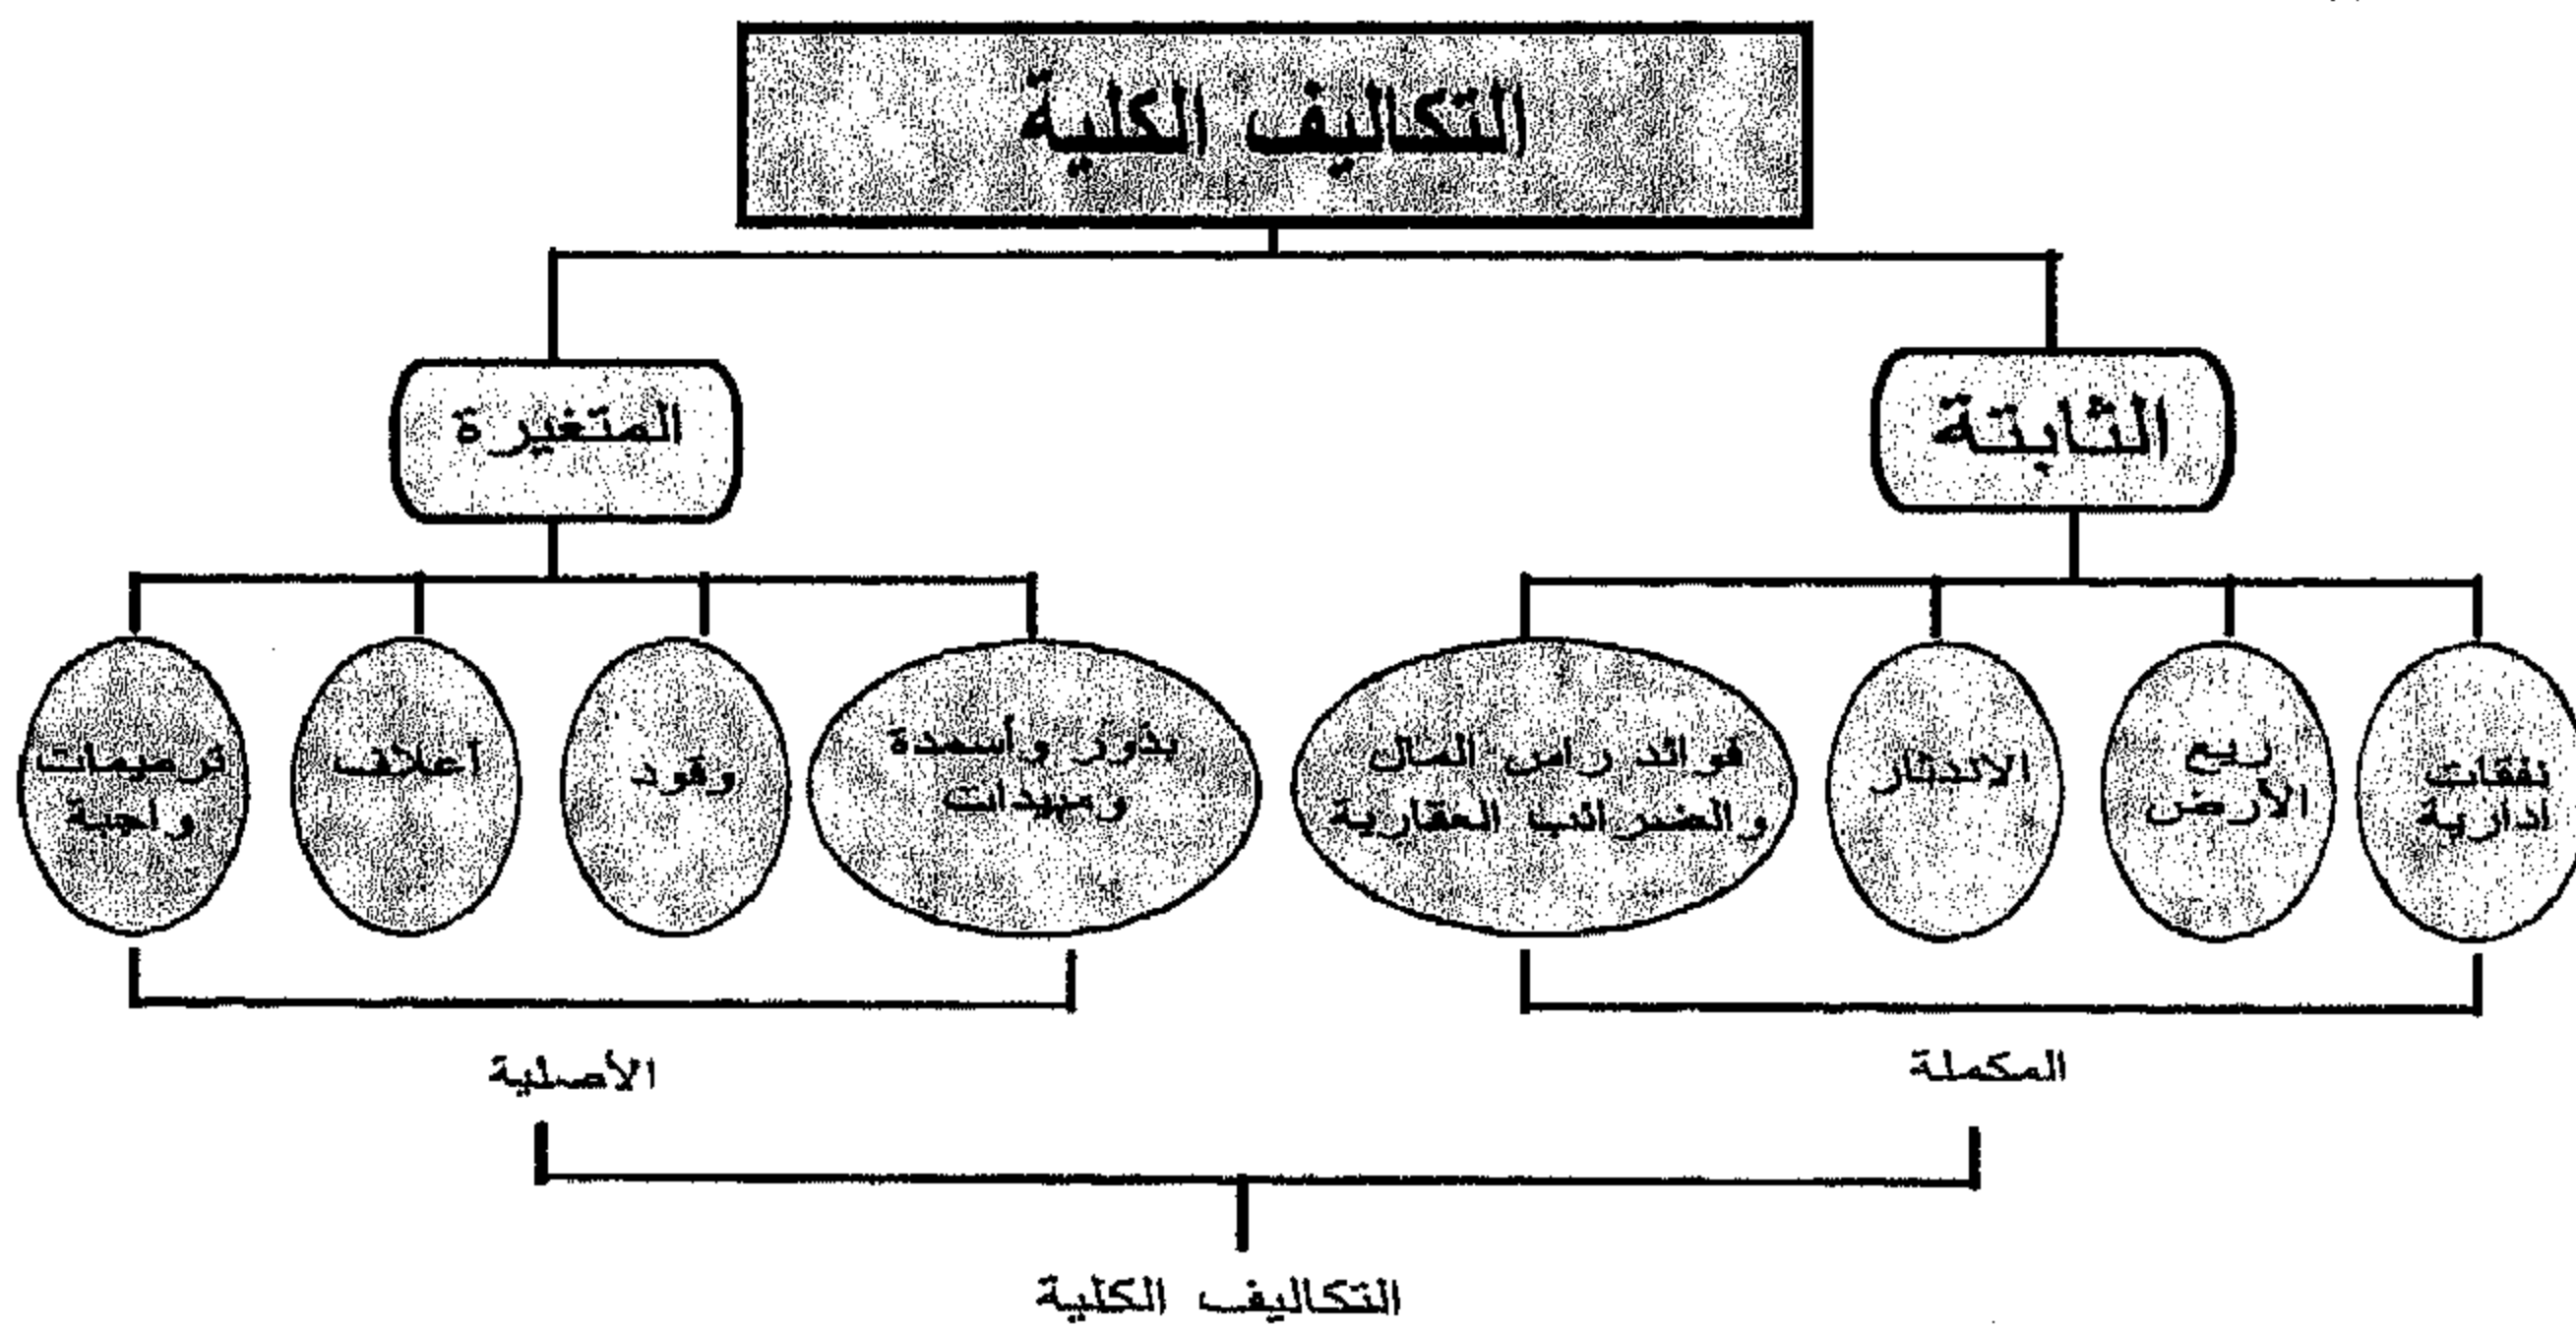 التكاليف الكلية
الثابتة
المتغيرة
نفقات
ادارية
ريع
الأرض
الاندثار
فوائد راس المال
والضرائب العقارية
بذور وأسمدة
ومبيدات
وقود
أعلاف
ترميمات
واجبة
المكملة
الأصلية
التكاليف الكلية